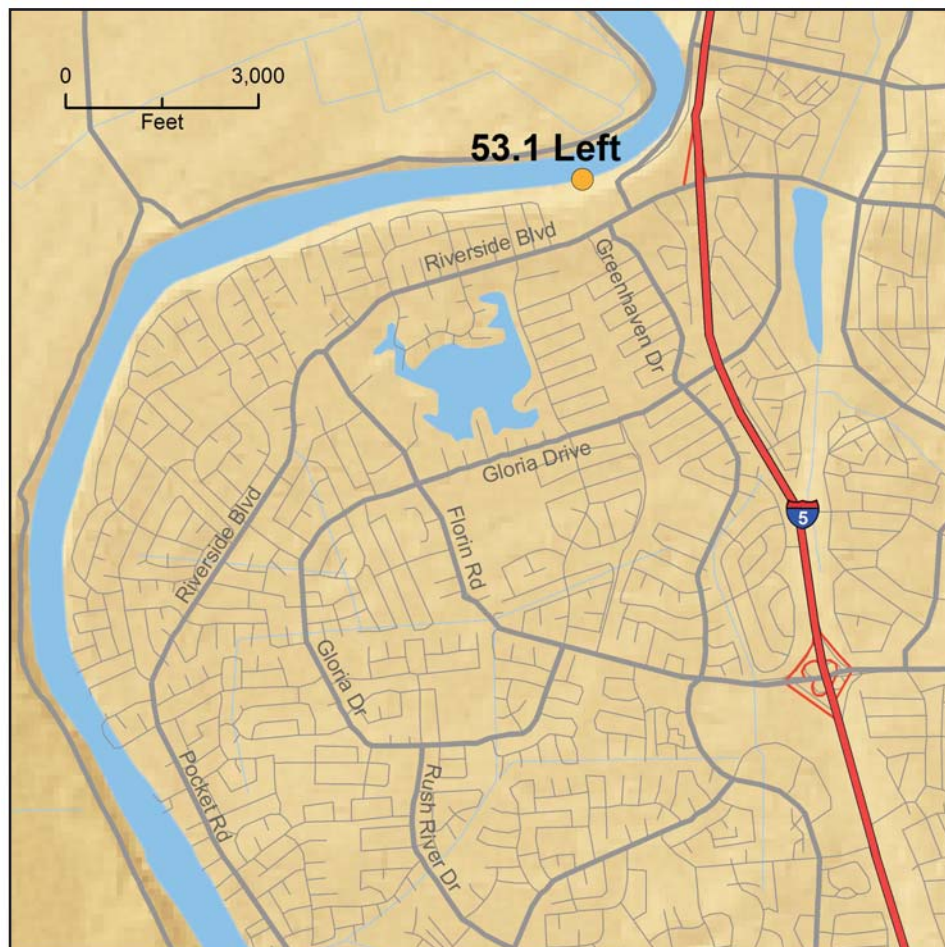 0 3,000
Feet
53.1 Left
Riverside Blvd
Greenhaven Dr
Gloria Drive
Riverside Blvd
Florin Rd
5
Gloria Dr
Pocket Rd
Rush River Dr